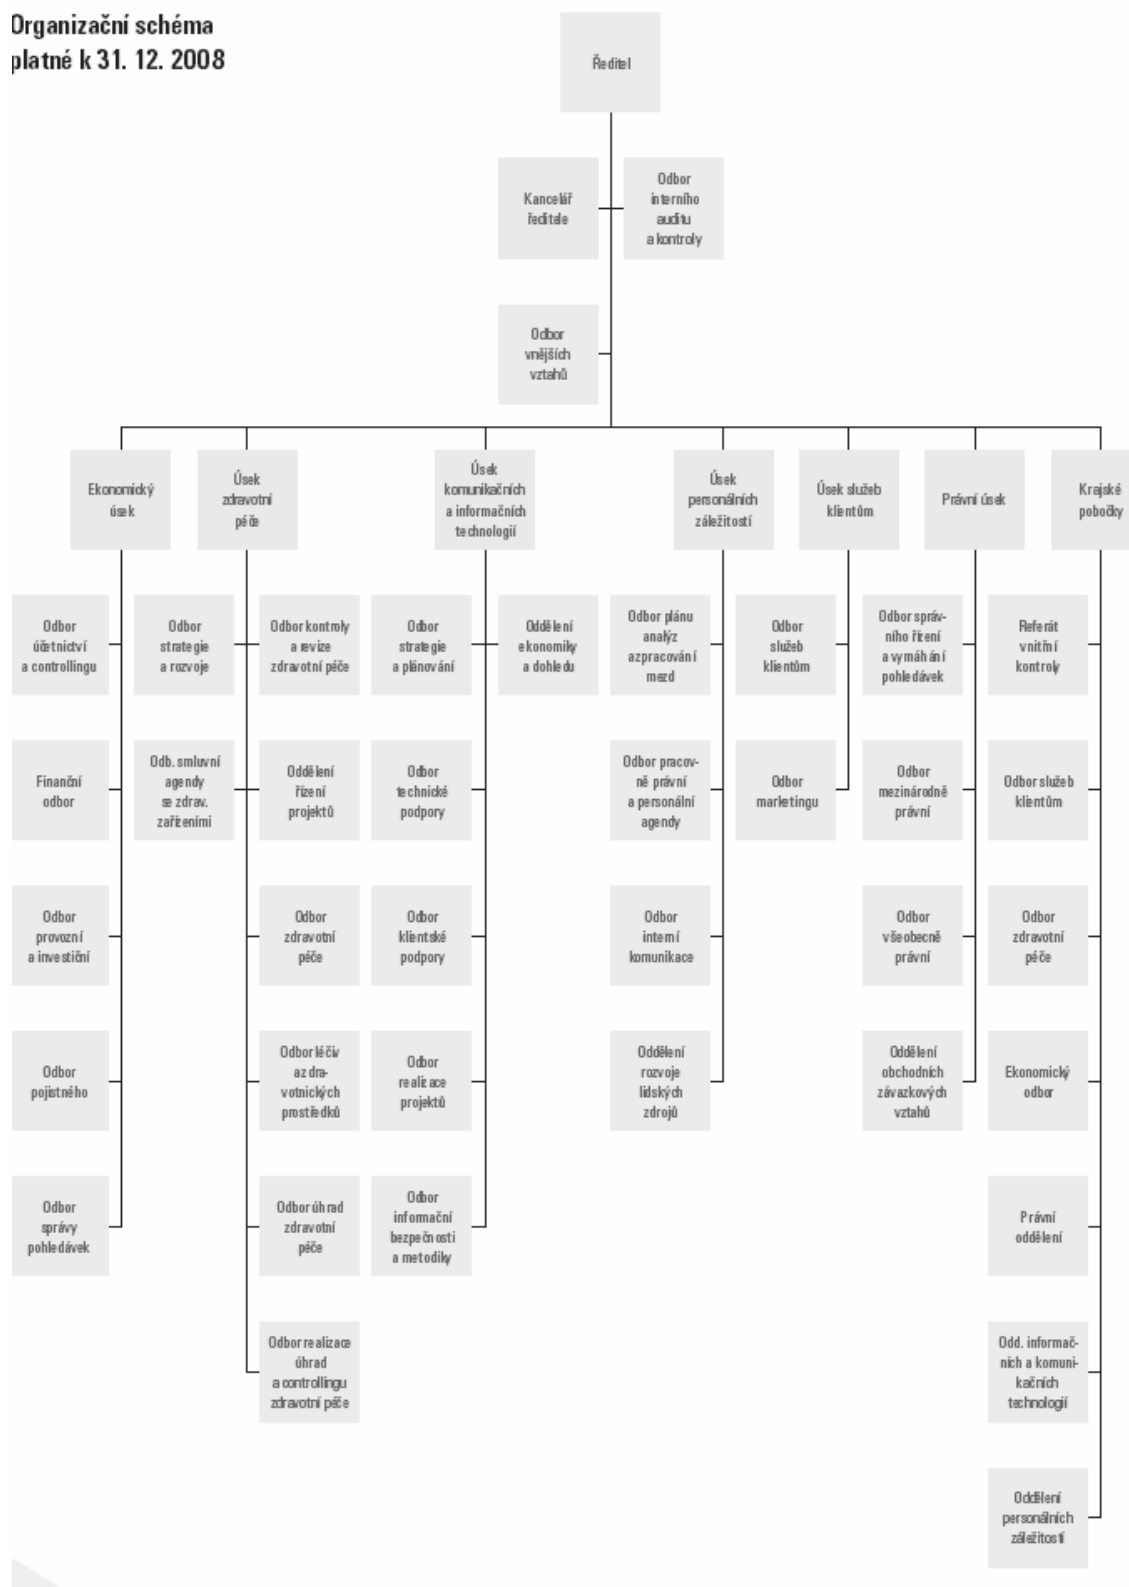 Organizační schéma
platné k 31. 12. 2008
Ředitel
Kancelář
ředitele
Odbor
interního
auditu
a kontroly
Odbor
vnějších
vztahů
Ekonomický
úsek
Úsek
zdravotní
péče
Úsek
komunikačních
a informačních
technologií
Úsek
personálních
záležitostí
Úsek služeb
klientům
Právní úsek
Krajské
pobočky
Odbor
účetnictví
a controllingu
Odbor
strategie
a rozvoje
Odbor kontroly
a revize
zdravotní péče
Odbor
strategie
a plánování
Oddělení
ekonomiky
a dohledu
Odbor plánu
analýz
a zpracování
mezd
Odbor
služeb
klientům
Odbor správ-
ního řízení
a vymáhání
pohledávek
Referát
vnitřní
kontroly
Finanční
odbor
Odb. smluvní
agendy
se zdrav.
zařízeními
Oddělení
řízení
projektů
Odbor
technické
podpory
Odbor pracov-
ně právní
a personální
agendy
Odbor
marketingu
Odbor
mezinárodně
právní
Odbor služeb
klientům
Odbor
provozní
a investiční
Odbor
zdravotní
péče
Odbor
klientské
podpory
Odbor
interní
komunikace
Odbor
všeobecně
právní
Odbor
zdravotní
péče
Odbor
pojistného
Odbor léčiv
a zdra-
votnických
prostředků
Odbor
realizace
projektů
Oddělení
rozvoje
lidských
zdrojů
Oddělení
obchodních
závazkových
vztahů
Ekonomický
odbor
Odbor
správy
pohledávek
Odbor úhrad
zdravotní
péče
Odbor
informační
bezpečnosti
a metodiky
Právní
oddělení
Odbor realizace
úhrad
a controllingu
zdravotní péče
Odd. informač-
ních a komuni-
kačních
technologií
Oddělení
personálních
záležitostí